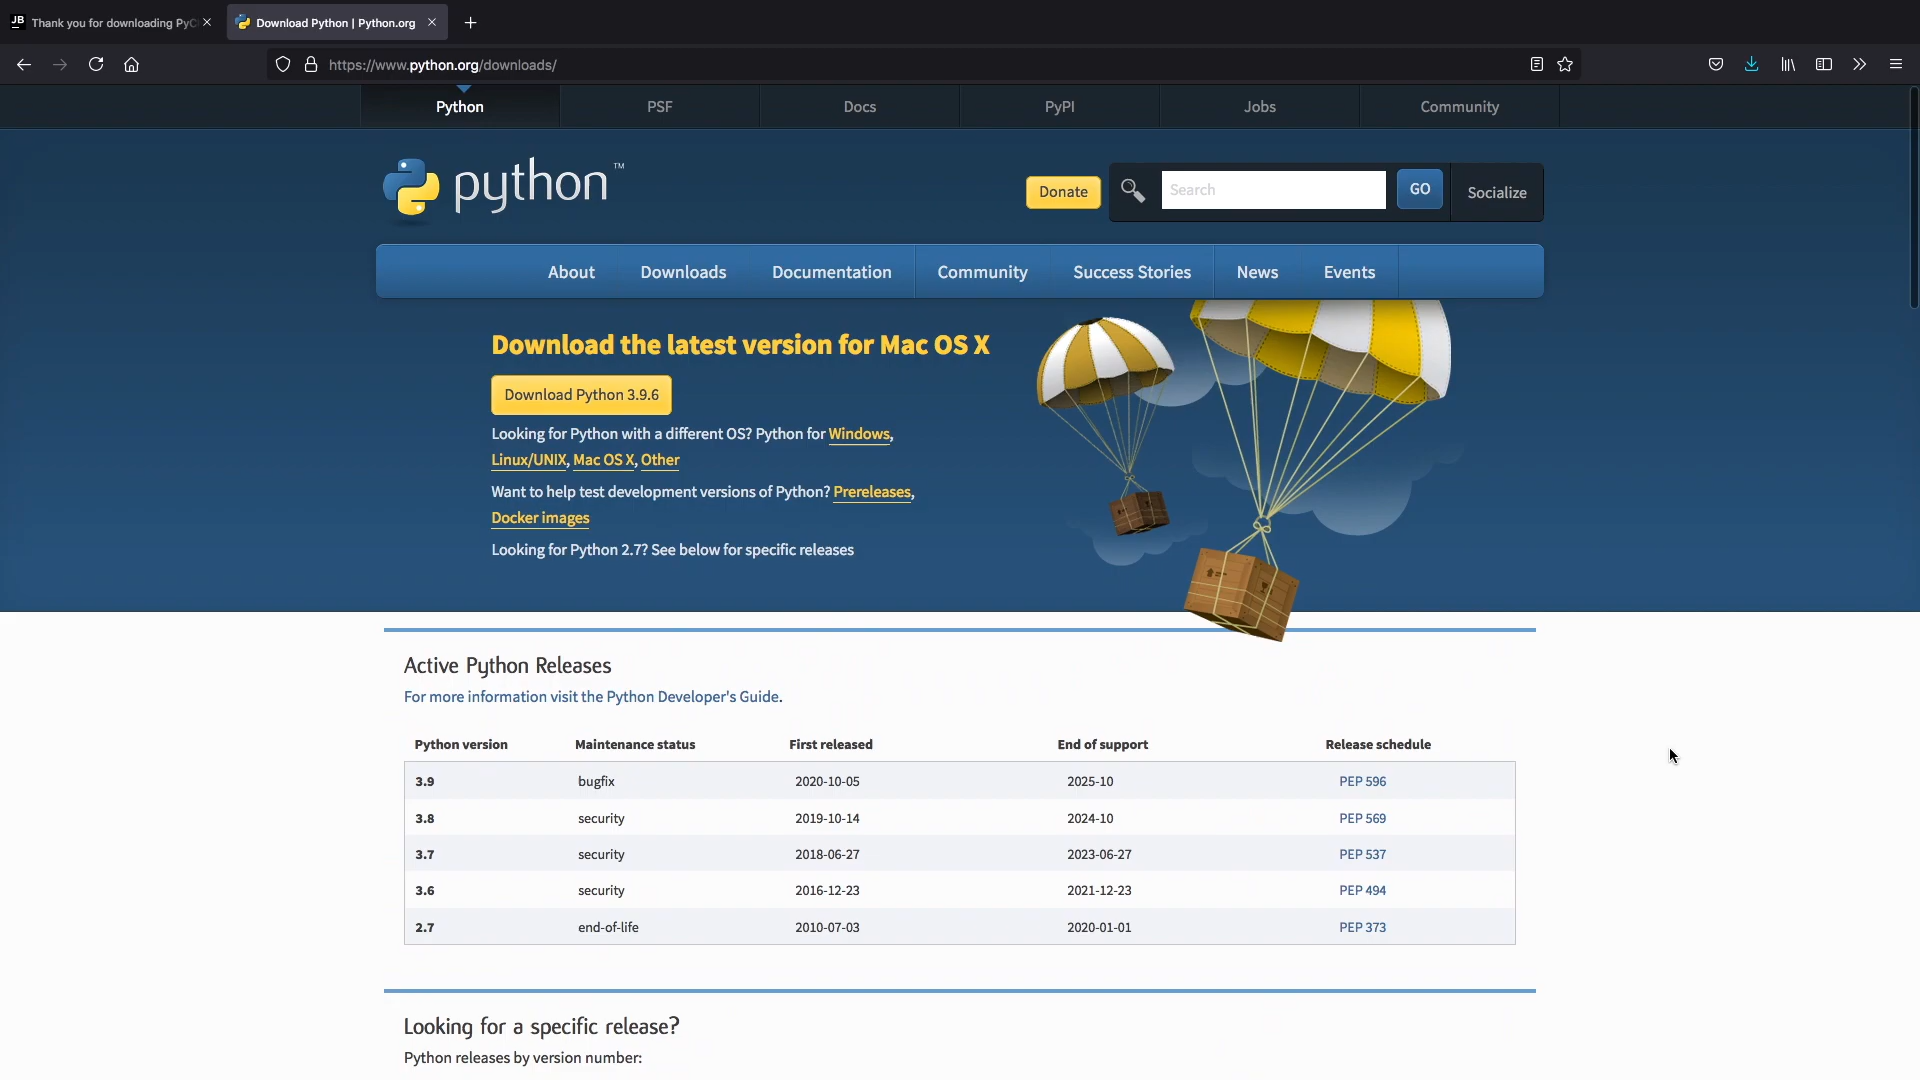 JB Thank you for downloading PyC
Download Python | Python.org
https://www.python.org/downloads/
Python PSF Docs PyPI Jobs Community
python™
Donate Search GO Socialize
About Downloads Documentation Community Success Stories News Events
Download the latest version for Mac OS X
Download Python 3.9.6
Looking for Python with a different OS? Python for Windows,
Linux/UNIX, Mac OS X, Other
Want to help test development versions of Python? Prereleases,
Docker images
Looking for Python 2.7? See below for specific releases
Active Python Releases
For more information visit the Python Developer's Guide.
Python version Maintenance status First released End of support Release schedule
3.9 bugfix 2020-10-05 2025-10 PEP 596
3.8 security 2019-10-14 2024-10 PEP 569
3.7 security 2018-06-27 2023-06-27 PEP 537
3.6 security 2016-12-23 2021-12-23 PEP 494
2.7 end-of-life 2010-07-03 2020-01-01 PEP 373
Looking for a specific release?
Python releases by version number: